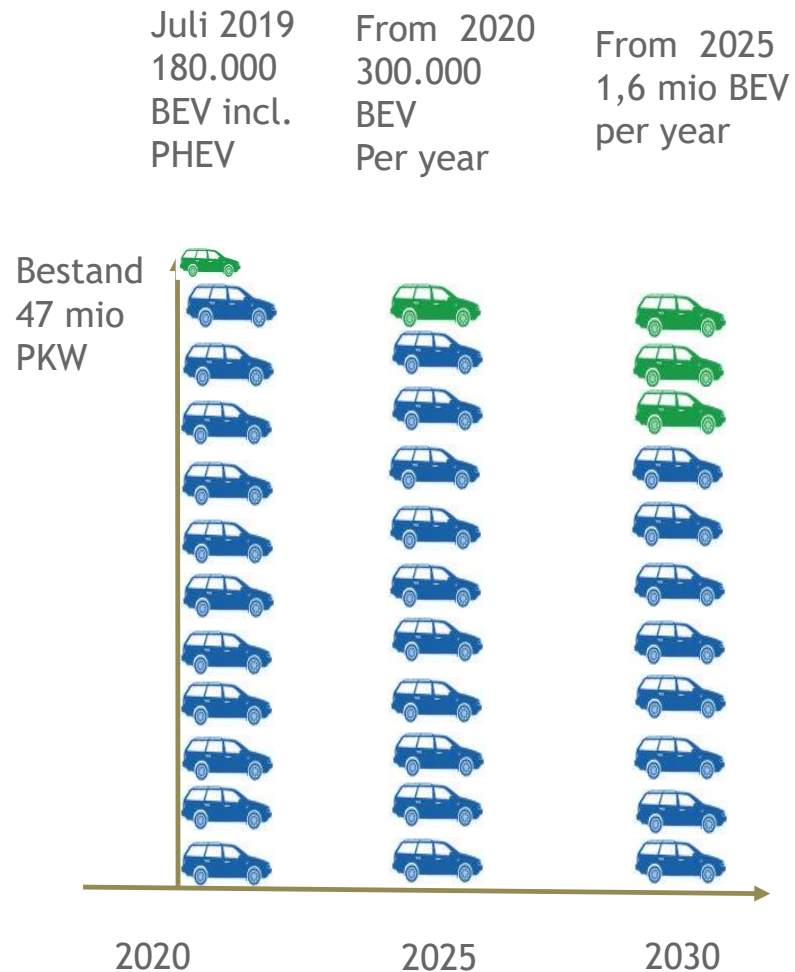 Juli 2019
180.000
BEV incl.
PHEV
From 2020
300.000
BEV
Per year
From 2025
1,6 mio BEV
per year
Bestand
47 mio
PKW
2020
2025
2030